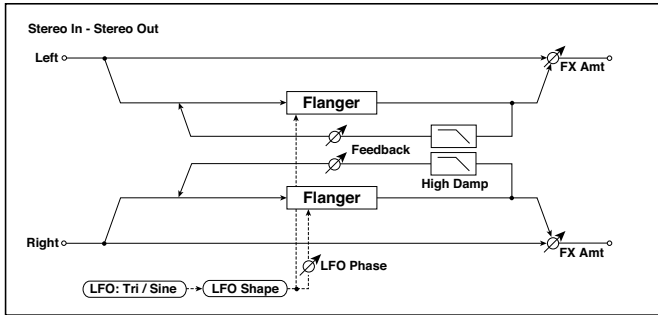 Stereo In - Stereo Out
Left
FX Amt
Flanger
Feedback
High Damp
Flanger
Right
FX Amt
LFO Phase
LFO: Tri / Sine
LFO Shape